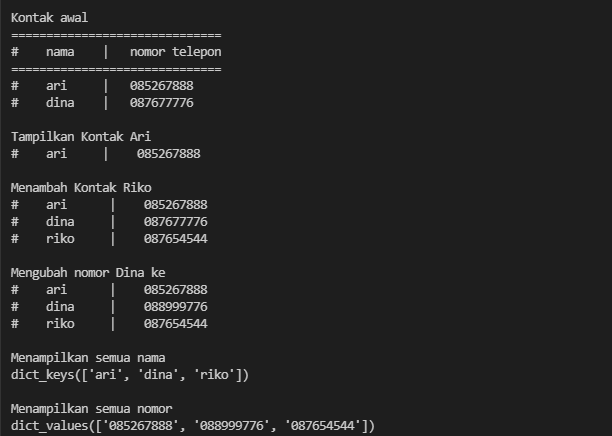 Kontak awal
==============================
#    nama    |   nomor telepon
==============================
#    ari     |   085267888
#    dina    |   087677776
Tampilkan Kontak Ari
#    ari     |    085267888
Menambah Kontak Riko
#    ari      |    085267888
#    dina     |    087677776
#    riko     |    087654544
Mengubah nomor Dina ke
#    ari      |    085267888
#    dina     |    088999776
#    riko     |    087654544
Menampilkan semua nama
dict_keys(['ari', 'dina', 'riko'])
Menampilkan semua nomor
dict_values(['085267888', '088999776', '087654544'])